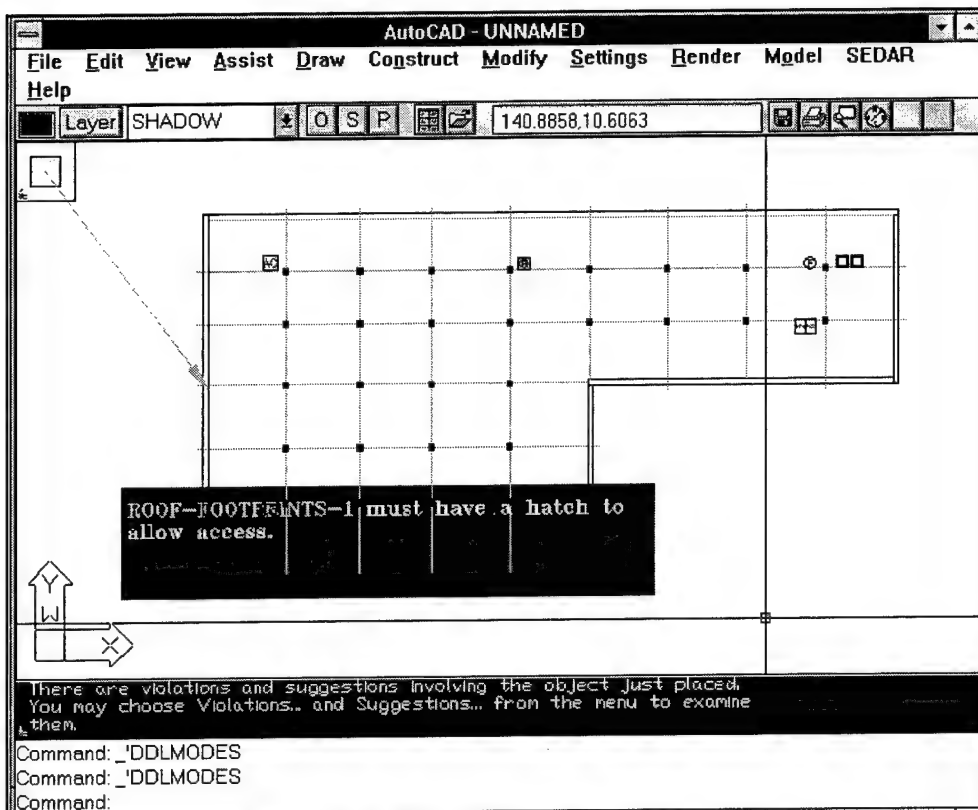 AutoCAD - UNNAMED
File Edit View Assist Draw Construct Modify Settings Render Model SEDAR
Help
Layer SHADOW O S P 140.8858,10.6063
AC
ROOF-FOOTPRINTS-1 must have a hatch to
allow access.
Y
W
X
There are violations and suggestions involving the object just placed.
You may choose Violations.. and Suggestions... from the menu to examine
them.
Command: _'DDLMODES
Command: _'DDLMODES
Command: